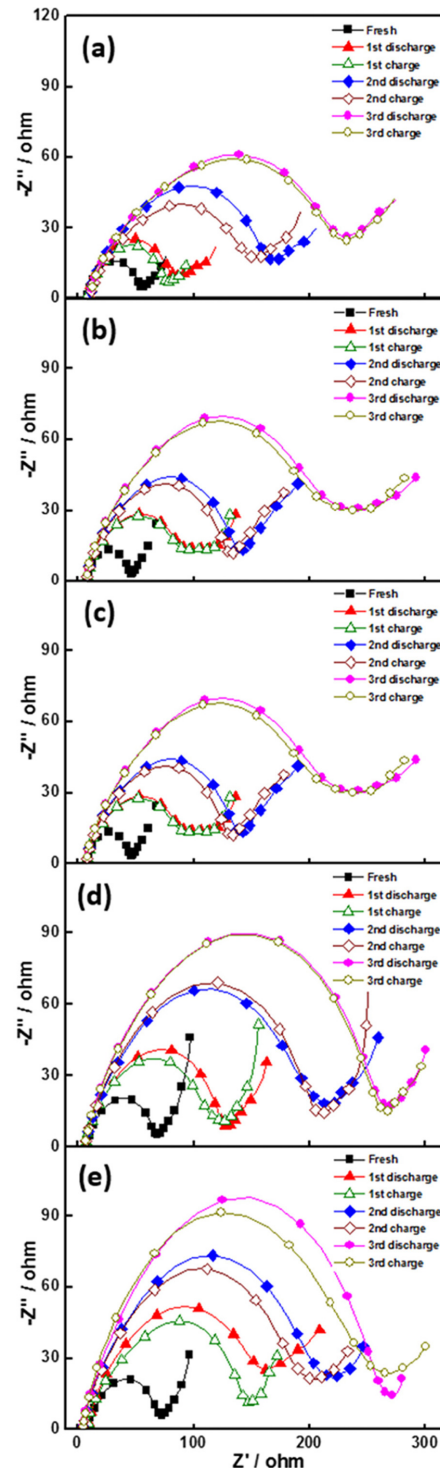 120
(a)
Fresh
1st discharge
1st charge
2nd discharge
2nd charge
3rd discharge
3rd charge
90
60
30
0
-Z'' / ohm
(b)
Fresh
1st discharge
1st charge
2nd discharge
2nd charge
3rd discharge
3rd charge
90
60
30
0
-Z'' / ohm
(c)
Fresh
1st discharge
1st charge
2nd discharge
2nd charge
3rd discharge
3rd charge
90
60
30
0
-Z'' / ohm
(d)
Fresh
1st discharge
1st charge
2nd discharge
2nd charge
3rd discharge
3rd charge
90
60
30
0
-Z'' / ohm
(e)
Fresh
1st discharge
1st charge
2nd discharge
2nd charge
3rd discharge
3rd charge
90
60
30
0
-Z'' / ohm
0 100 200 300
Z' / ohm